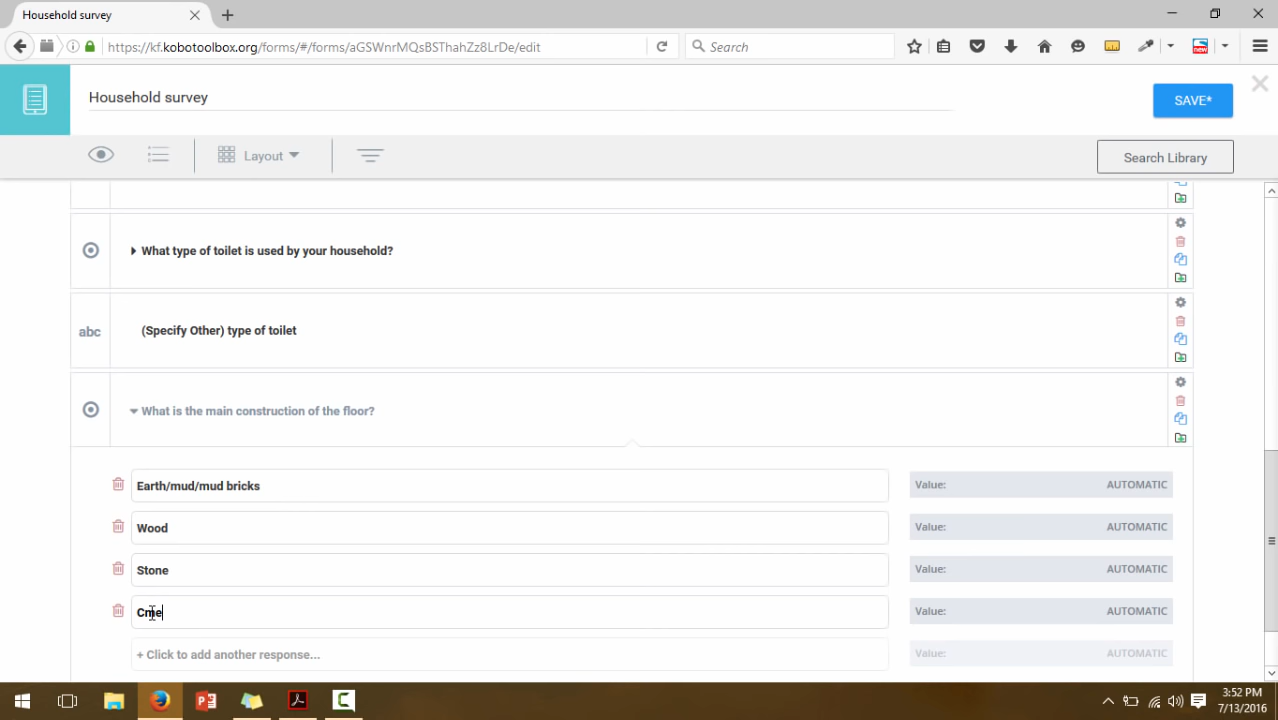 Household survey
https://kf.kobotoolbox.org/forms/#/forms/aGSWnrMQsBSThahZz8LrDe/edit
Search
new
Household survey
SAVE*
Layout
Search Library
What type of toilet is used by your household?
abc
(Specify Other) type of toilet
What is the main construction of the floor?
Earth/mud/mud bricks
Value:
AUTOMATIC
Wood
Value:
AUTOMATIC
Stone
Value:
AUTOMATIC
Cme
Value:
AUTOMATIC
+ Click to add another response...
Value:
AUTOMATIC
3:52 PM
7/13/2016